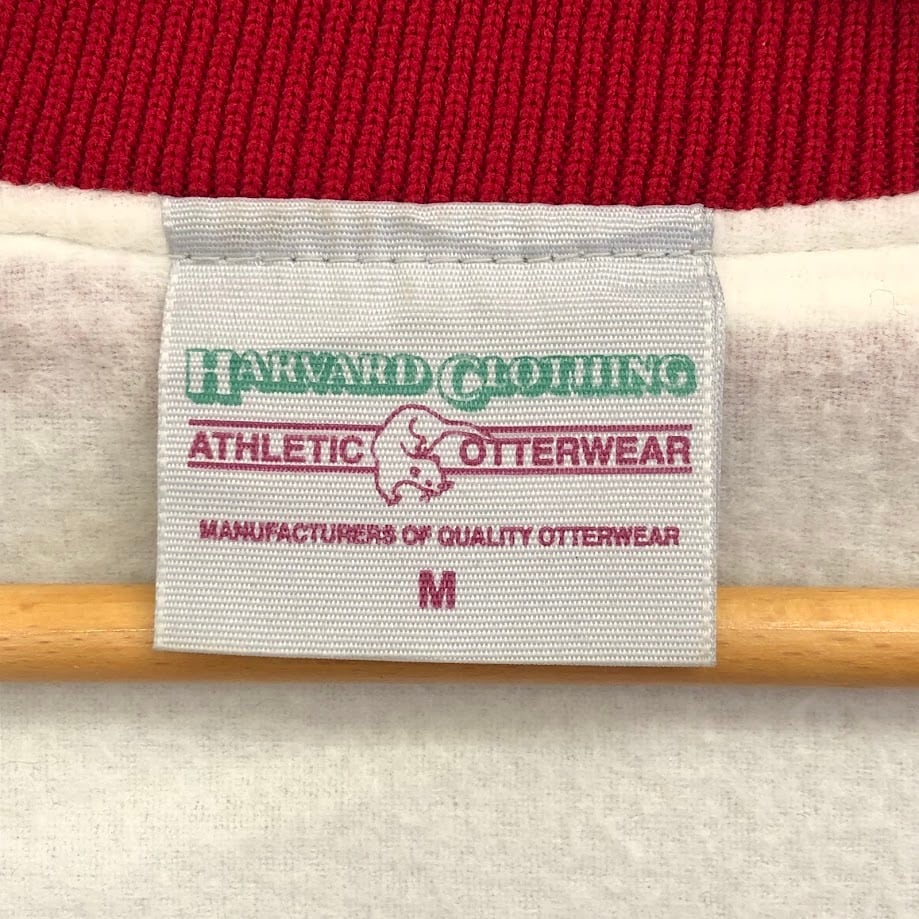 HARVARD CLOTHING
ATHLETIC OTTERWEAR
MANUFACTURERS OF QUALITY OTTERWEAR
M